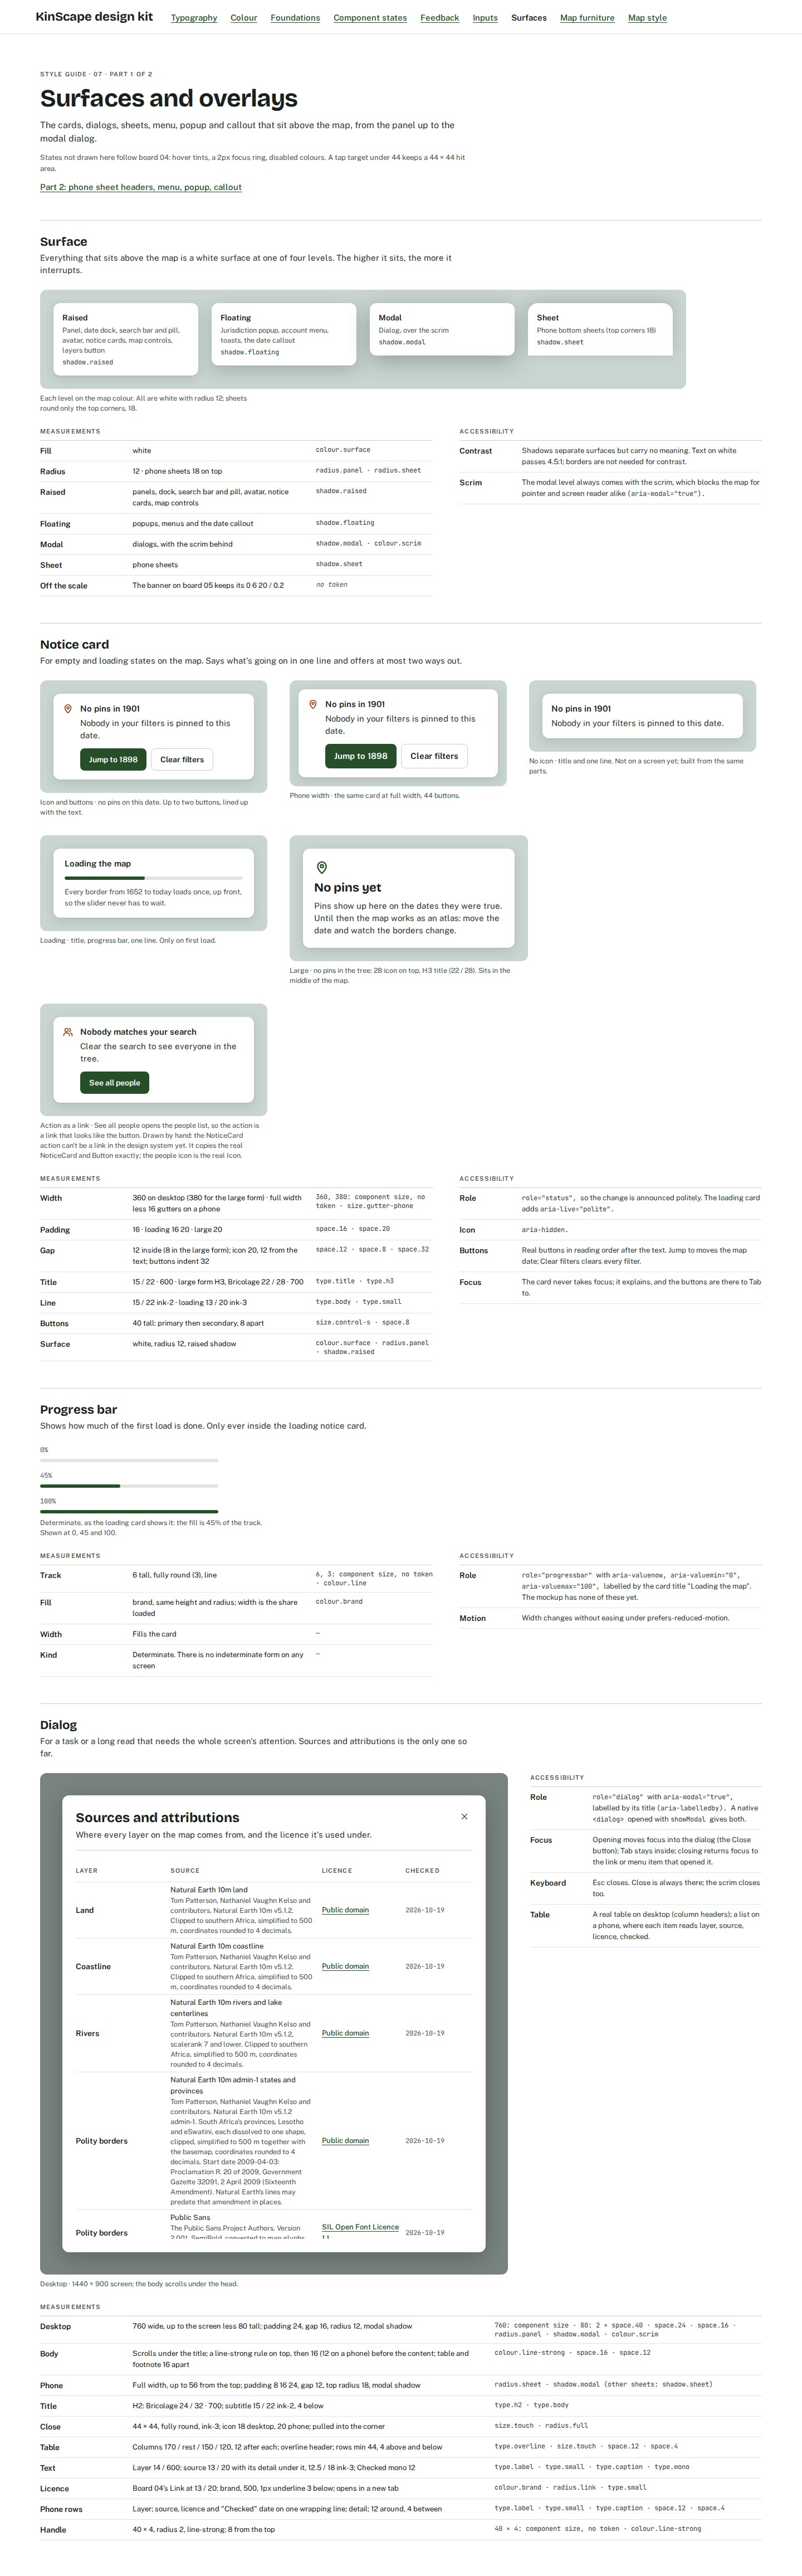 KinScape design kit
Typography Colour Foundations Component states Feedback Inputs Surfaces Map furniture Map style
STYLE GUIDE · 07 · PART 1 OF 2
Surfaces and overlays
The cards, dialogs, sheets, menu, popup and callout that sit above the map, from the panel up to the
modal dialog.
States not drawn here follow board 04: hover tints, a 2px focus ring, disabled colours. A tap target under 44 keeps a 44 × 44 hit
area.
Part 2: phone sheet headers, menu, popup, callout
Surface
Everything that sits above the map is a white surface at one of four levels. The higher it sits, the more it
interrupts.
Raised
Panel, date dock, search bar and pill,
avatar, notice cards, map controls,
layers button
shadow.raised
Floating
Jurisdiction popup, account menu,
toasts, the date callout
shadow.floating
Modal
Dialog, over the scrim
shadow.modal
Sheet
Phone bottom sheets (top corners 18)
shadow.sheet
Each level on the map colour. All are white with radius 12; sheets
round only the top corners, 18.
MEASUREMENTS
Fill white colour.surface
Radius 12 · phone sheets 18 on top radius.panel · radius.sheet
Raised panels, dock, search bar and pill, avatar, notice shadow.raised
cards, map controls
Floating popups, menus and the date callout shadow.floating
Modal dialogs, with the scrim behind shadow.modal · colour.scrim
Sheet phone sheets shadow.sheet
Off the scale The banner on board 05 keeps its 0 6 20 / 0.2 no token
ACCESSIBILITY
Contrast Shadows separate surfaces but carry no meaning. Text on white
passes 4.5:1; borders are not needed for contrast.
Scrim The modal level always comes with the scrim, which blocks the map for
pointer and screen reader alike (aria-modal="true").
Notice card
For empty and loading states on the map. Says what's going on in one line and offers at most two ways out.
No pins in 1901
Nobody in your filters is pinned to this
date.
Jump to 1898 Clear filters
Icon and buttons · no pins on this date. Up to two buttons, lined up
with the text.
No pins in 1901
Nobody in your filters is pinned to this
date.
Jump to 1898 Clear filters
Phone width · the same card at full width, 44 buttons.
No pins in 1901
Nobody in your filters is pinned to this date.
No icon · title and one line. Not on a screen yet; built from the same
parts.
Loading the map
Every border from 1652 to today loads once, up front,
so the slider never has to wait.
Loading · title, progress bar, one line. Only on first load.
No pins yet
Pins show up here on the dates they were true.
Until then the map works as an atlas: move the
date and watch the borders change.
Large · no pins in the tree: 28 icon on top, H3 title (22 / 28). Sits in the
middle of the map.
Nobody matches your search
Clear the search to see everyone in the
tree.
See all people
Action as a link · See all people opens the people list, so the action is
a link that looks like the button. Drawn by hand: the NoticeCard
action can't be a link in the design system yet. It copies the real
NoticeCard and Button exactly; the people icon is the real Icon.
MEASUREMENTS
Width 360 on desktop (380 for the large form) · full width 360, 380: component size, no
less 16 gutters on a phone token · size.gutter-phone
Padding 16 · loading 16 20 · large 20 space.16 · space.20
Gap 12 inside (8 in the large form); icon 20, 12 from the space.12 · space.8 · space.32
text; buttons indent 32
Title 15 / 22 · 600 · large form H3, Bricolage 22 / 28 · 700 type.title · type.h3
Line 15 / 22 ink-2 · loading 13 / 20 ink-3 type.body · type.small
Buttons 40 tall: primary then secondary, 8 apart size.control-s · space.8
Surface white, radius 12, raised shadow colour.surface · radius.panel
· shadow.raised
ACCESSIBILITY
Role role="status", so the change is announced politely. The loading card
adds aria-live="polite".
Icon aria-hidden.
Buttons Real buttons in reading order after the text. Jump to moves the map
date; Clear filters clears every filter.
Focus The card never takes focus; it explains, and the buttons are there to Tab
to.
Progress bar
Shows how much of the first load is done. Only ever inside the loading notice card.
0%
45%
100%
Determinate, as the loading card shows it: the fill is 45% of the track.
Shown at 0, 45 and 100.
MEASUREMENTS
Track 6 tall, fully round (3), line 6, 3: component size, no token
· colour.line
Fill brand, same height and radius; width is the share colour.brand
loaded
Width Fills the card —
Kind Determinate. There is no indeterminate form on any —
screen
ACCESSIBILITY
Role role="progressbar" with aria-valuenow, aria-valuemin="0",
aria-valuemax="100", labelled by the card title "Loading the map".
The mockup has none of these yet.
Motion Width changes without easing under prefers-reduced-motion.
Dialog
For a task or a long read that needs the whole screen's attention. Sources and attributions is the only one so
far.
Sources and attributions
Where every layer on the map comes from, and the licence it's used under.
LAYER SOURCE LICENCE CHECKED
Natural Earth 10m land
Tom Patterson, Nathaniel Vaughn Kelso and
contributors. Natural Earth 10m v5.1.2.
Clipped to southern Africa, simplified to 500
m, coordinates rounded to 4 decimals.
Land Public domain 2026-10-19
Natural Earth 10m coastline
Tom Patterson, Nathaniel Vaughn Kelso and
contributors. Natural Earth 10m v5.1.2.
Clipped to southern Africa, simplified to 500
m, coordinates rounded to 4 decimals.
Coastline Public domain 2026-10-19
Natural Earth 10m rivers and lake
centerlines
Tom Patterson, Nathaniel Vaughn Kelso and
contributors. Natural Earth 10m v5.1.2,
scalerank 7 and lower. Clipped to southern
Africa, simplified to 500 m, coordinates
rounded to 4 decimals.
Rivers Public domain 2026-10-19
Natural Earth 10m admin-1 states and
provinces
Tom Patterson, Nathaniel Vaughn Kelso and
contributors. Natural Earth 10m v5.1.2
admin-1. South Africa's provinces, Lesotho
and eSwatini, each dissolved to one shape,
clipped, simplified to 500 m together with
the basemap, coordinates rounded to 4
decimals. Start date 2009-04-03:
Proclamation R. 20 of 2009, Government
Gazette 32091, 2 April 2009 (Sixteenth
Amendment). Natural Earth's lines may
predate that amendment in places.
Polity borders Public domain 2026-10-19
Public Sans
The Public Sans Project Authors. Version
2.001, SemiBold, converted to map glyphs
Polity borders SIL Open Font Licence 2026-10-19
1.1
Desktop · 1440 × 900 screen; the body scrolls under the head.
ACCESSIBILITY
Role role="dialog" with aria-modal="true",
labelled by its title (aria-labelledby). A native
<dialog> opened with showModal gives both.
Focus Opening moves focus into the dialog (the Close
button); Tab stays inside; closing returns focus to
the link or menu item that opened it.
Keyboard Esc closes. Close is always there; the scrim closes
too.
Table A real table on desktop (column headers); a list on
a phone, where each item reads layer, source,
licence, checked.
MEASUREMENTS
Desktop 760 wide, up to the screen less 80 tall; padding 24, gap 16, radius 12, modal shadow 760: component size · 80: 2 × space.40 · space.24 · space.16 ·
radius.panel · shadow.modal · colour.scrim
Body Scrolls under the title; a line-strong rule on top, then 16 (12 on a phone) before the content; table and colour.line-strong · space.16 · space.12
footnote 16 apart
Phone Full width, up to 56 from the top; padding 8 16 24, gap 12, top radius 18, modal shadow radius.sheet · shadow.modal (other sheets: shadow.sheet)
Title H2: Bricolage 24 / 32 · 700; subtitle 15 / 22 ink-2, 4 below type.h2 · type.body
Close 44 × 44, fully round, ink-3; icon 18 desktop, 20 phone; pulled into the corner size.touch · radius.full
Table Columns 170 / rest / 150 / 120, 12 after each; overline header; rows min 44, 4 above and below type.overline · size.touch · space.12 · space.4
Text Layer 14 / 600; source 13 / 20 with its detail under it, 12.5 / 18 ink-3; Checked mono 12 type.label · type.small · type.caption · type.mono
Licence Board 04's Link at 13 / 20: brand, 500, 1px underline 3 below; opens in a new tab colour.brand · radius.link · type.small
Phone rows Layer; source, licence and "Checked" date on one wrapping line; detail; 12 around, 4 between type.label · type.small · type.caption · space.12 · space.4
Handle 40 × 4, radius 2, line-strong; 8 from the top 40 × 4: component size, no token · colour.line-strong